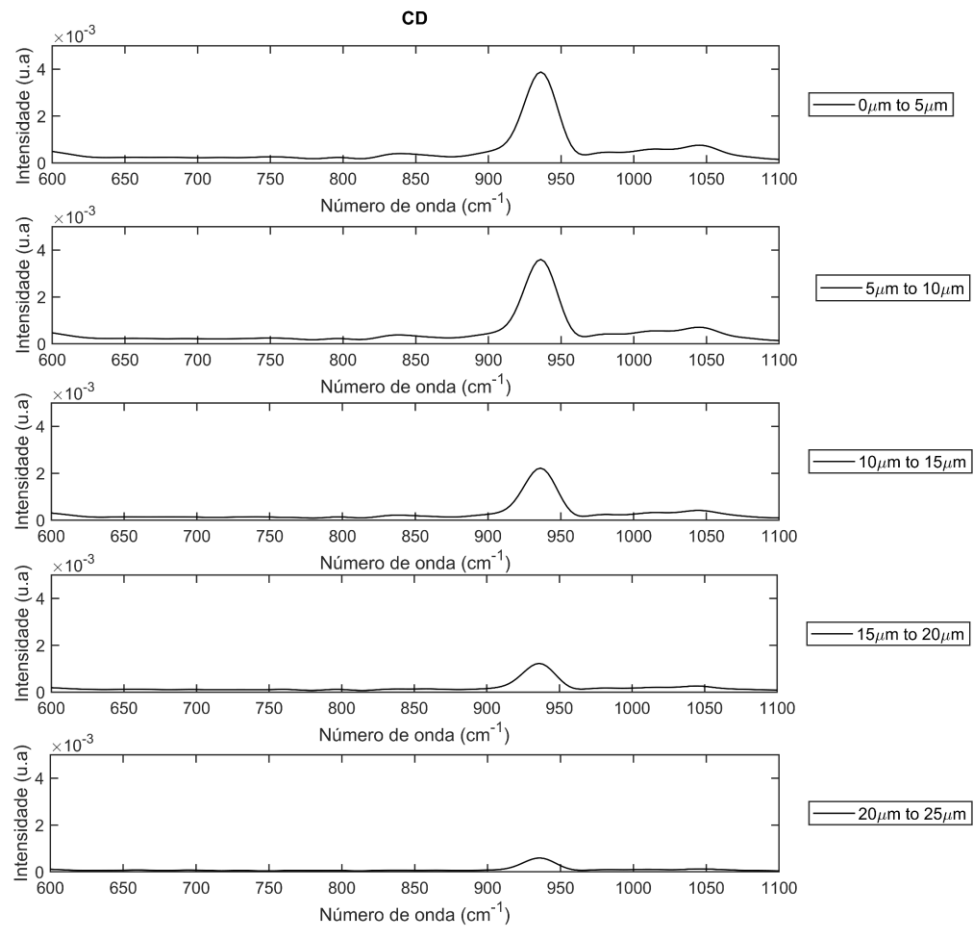 CD
×10-3
4
2
0
Intensidade (u.a)
600 650 700 750 800 850 900 950 1000 1050 1100
Número de onda (cm-1)
0μm to 5μm
×10-3
4
2
0
Intensidade (u.a)
600 650 700 750 800 850 900 950 1000 1050 1100
Número de onda (cm-1)
5μm to 10μm
×10-3
4
2
0
Intensidade (u.a)
600 650 700 750 800 850 900 950 1000 1050 1100
Número de onda (cm-1)
10μm to 15μm
×10-3
4
2
0
Intensidade (u.a)
600 650 700 750 800 850 900 950 1000 1050 1100
Número de onda (cm-1)
15μm to 20μm
×10-3
4
2
0
Intensidade (u.a)
600 650 700 750 800 850 900 950 1000 1050 1100
Número de onda (cm-1)
20μm to 25μm